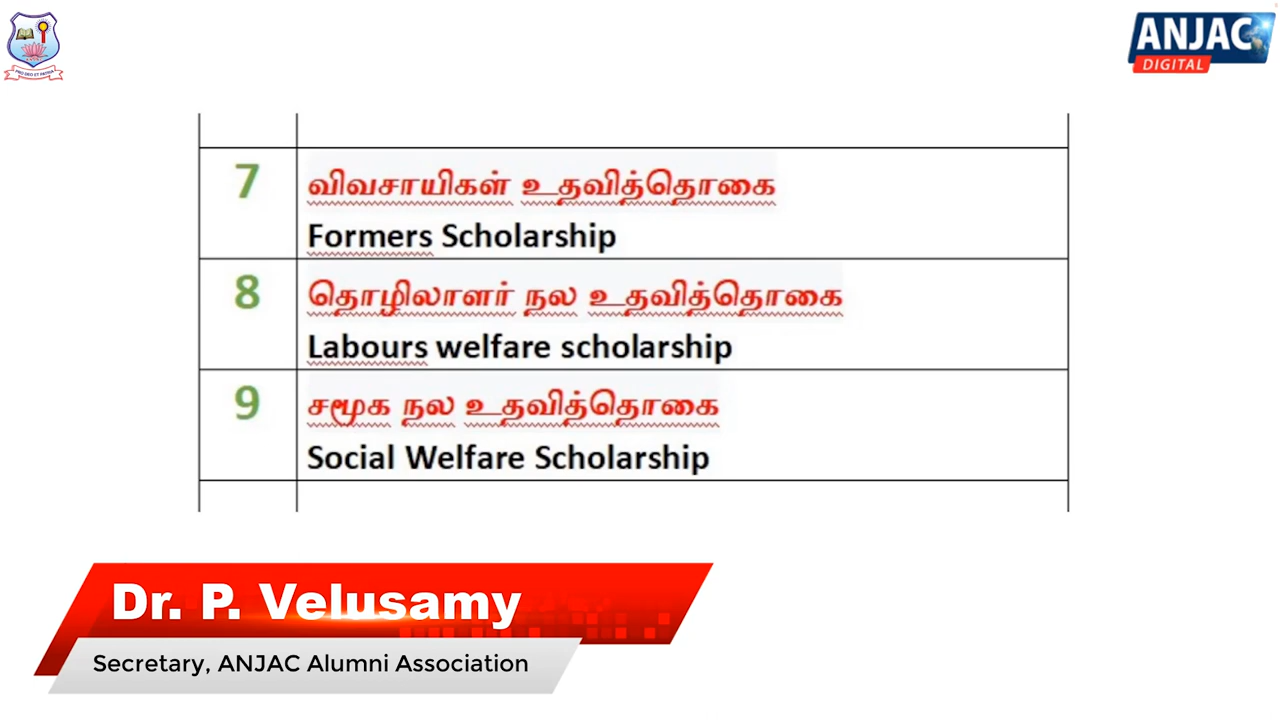 ANJAC
DIGITAL
7
விவசாயிகள் உதவித்தொகை
Formers Scholarship
8
தொழிலாளர் நல உதவித்தொகை
Labours welfare scholarship
9
சமூக நல உதவித்தொகை
Social Welfare Scholarship
Dr. P. Velusamy
Secretary, ANJAC Alumni Association